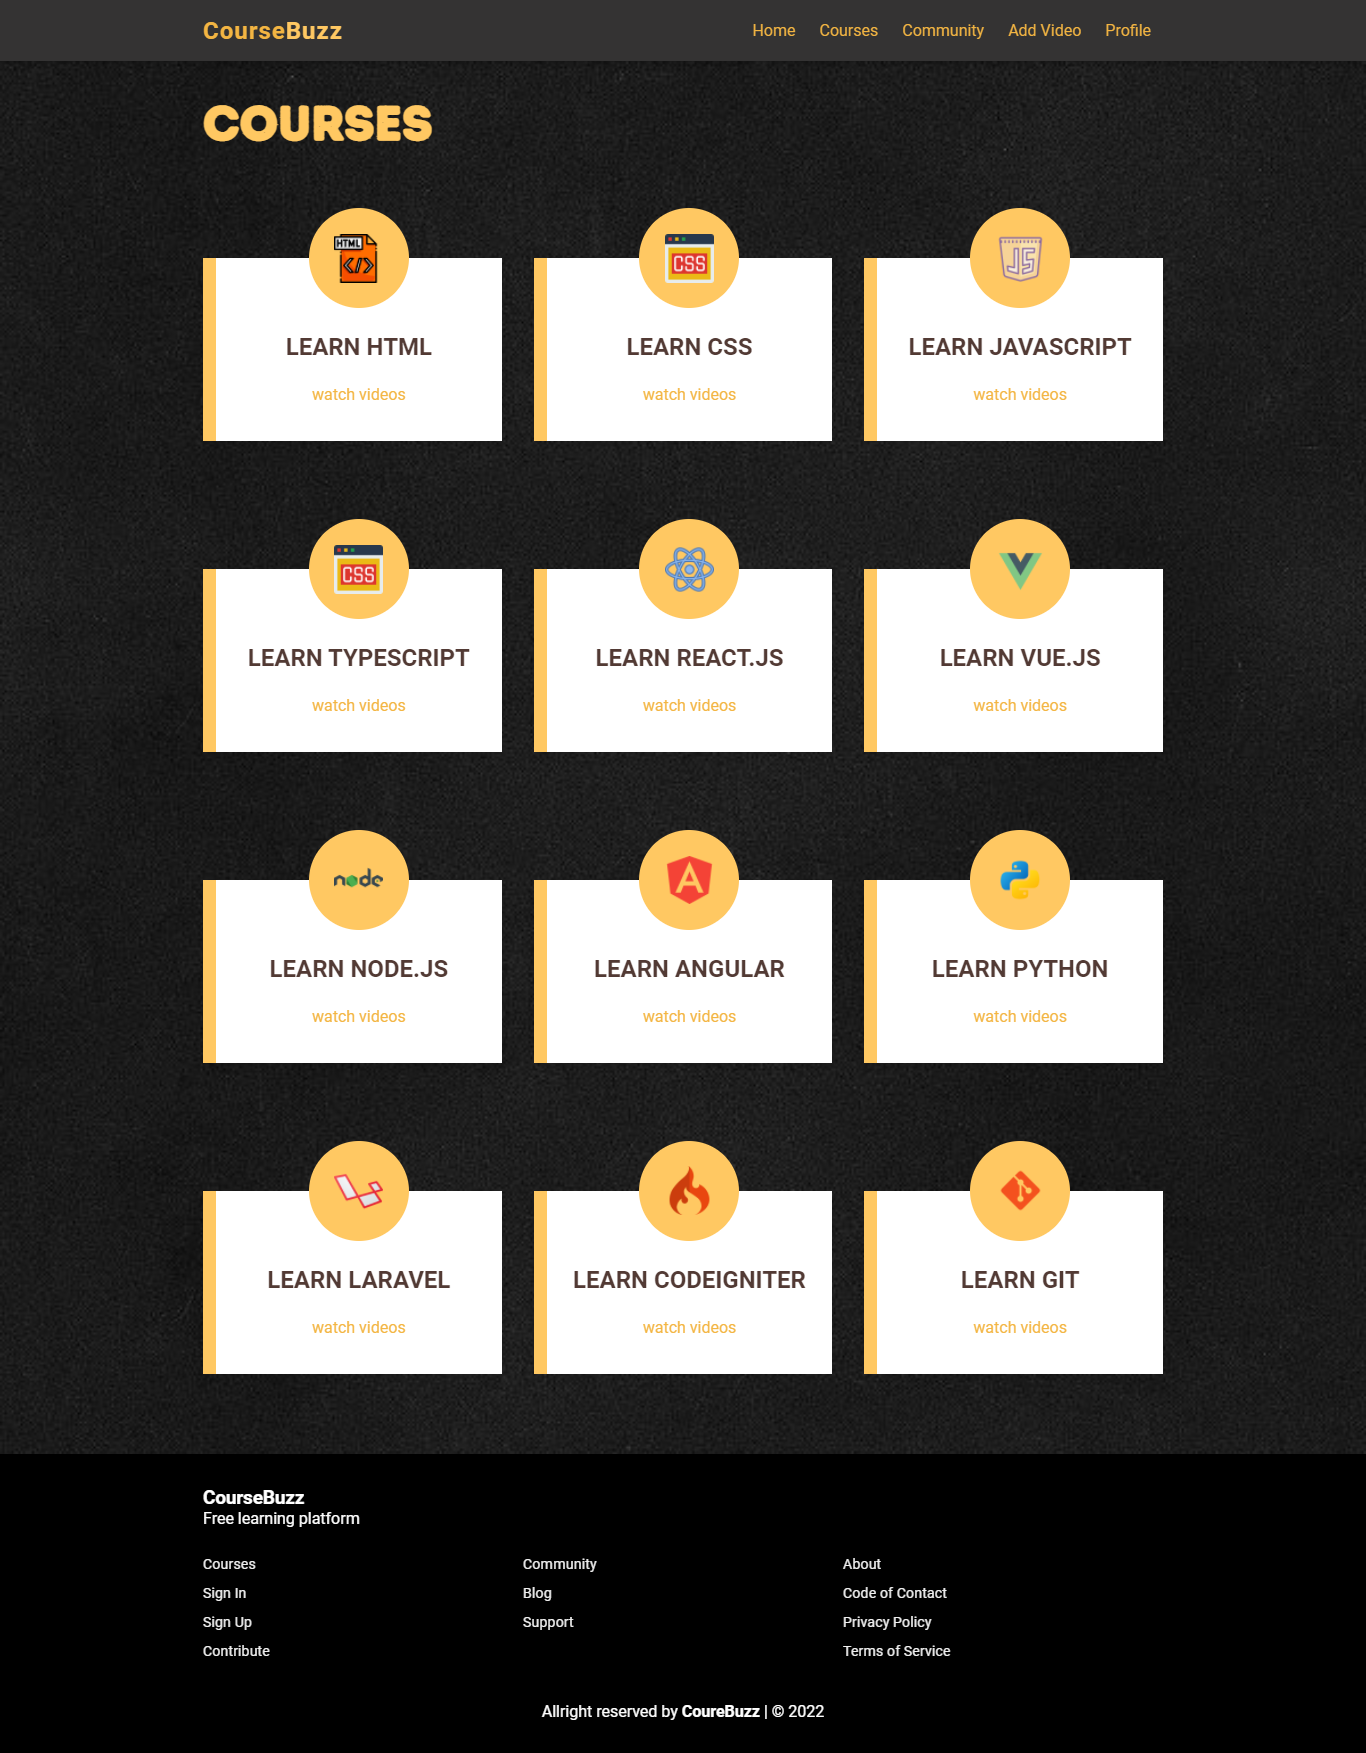 CourseBuzz
Home Courses Community Add Video Profile
COURSES
HTML
</>
CSS
JS
LEARN HTML
LEARN CSS
LEARN JAVASCRIPT
watch videos
watch videos
watch videos
CSS
LEARN TYPESCRIPT
LEARN REACT.JS
LEARN VUE.JS
watch videos
watch videos
watch videos
node
A
LEARN NODE.JS
LEARN ANGULAR
LEARN PYTHON
watch videos
watch videos
watch videos
LEARN LARAVEL
LEARN CODEIGNITER
LEARN GIT
watch videos
watch videos
watch videos
CourseBuzz
Free learning platform
Courses
Sign In
Sign Up
Contribute
Community
Blog
Support
About
Code of Contact
Privacy Policy
Terms of Service
Allright reserved by CoureBuzz | © 2022